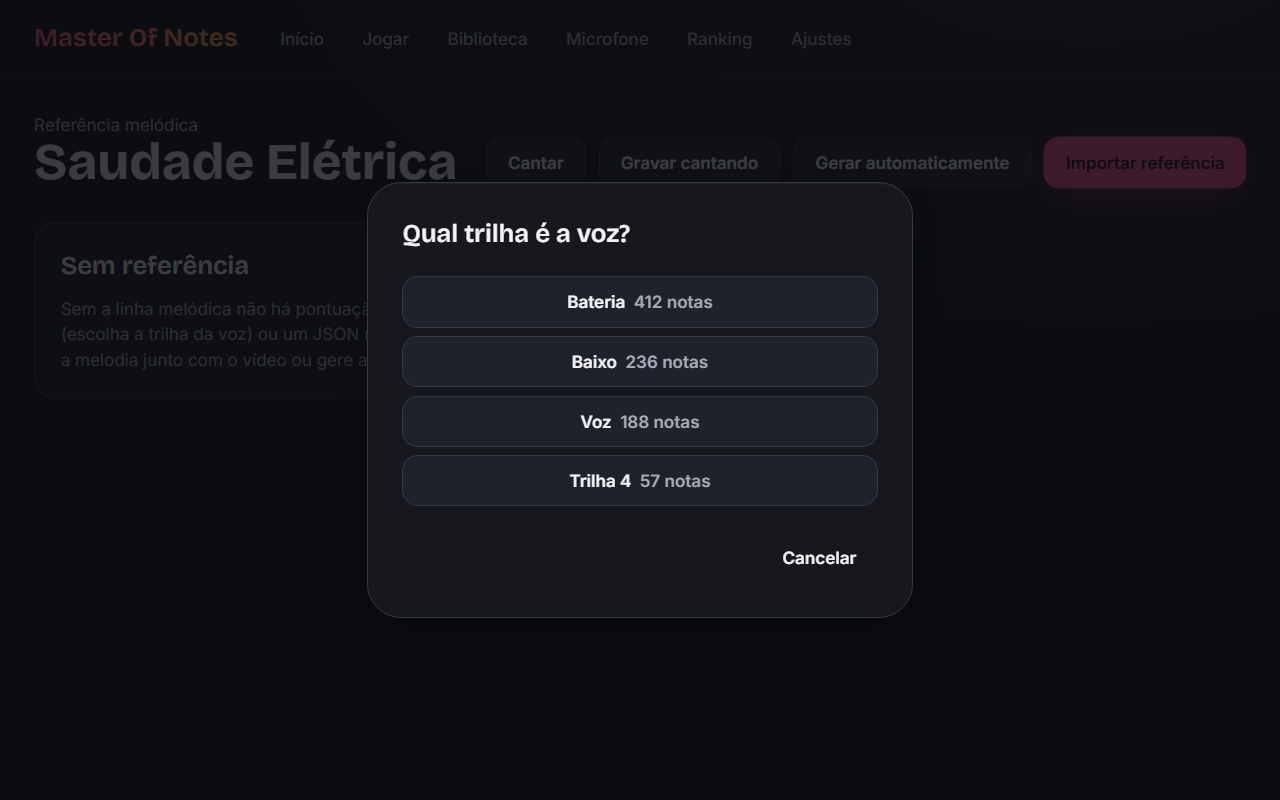 Master Of Notes
Início
Jogar
Biblioteca
Microfone
Ranking
Ajustes
Referência melódica
Saudade Elétrica
Cantar
Gravar cantando
Gerar automaticamente
Importar referência
Sem referência
Sem a linha melódica não há
(escolha a trilha da voz) ou um JSON
a melodia junto com o vídeo ou gere
Qual trilha é a voz?
Bateria 412 notas
Baixo 236 notas
Voz 188 notas
Trilha 4 57 notas
Cancelar